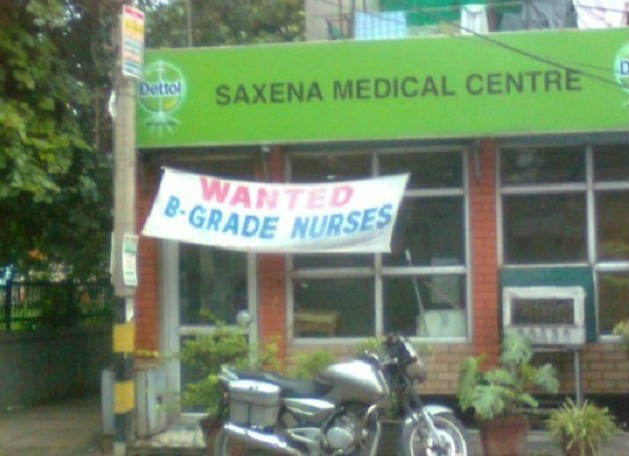 Dettol
SAXENA MEDICAL CENTRE
WANTED
B-GRADE NURSES